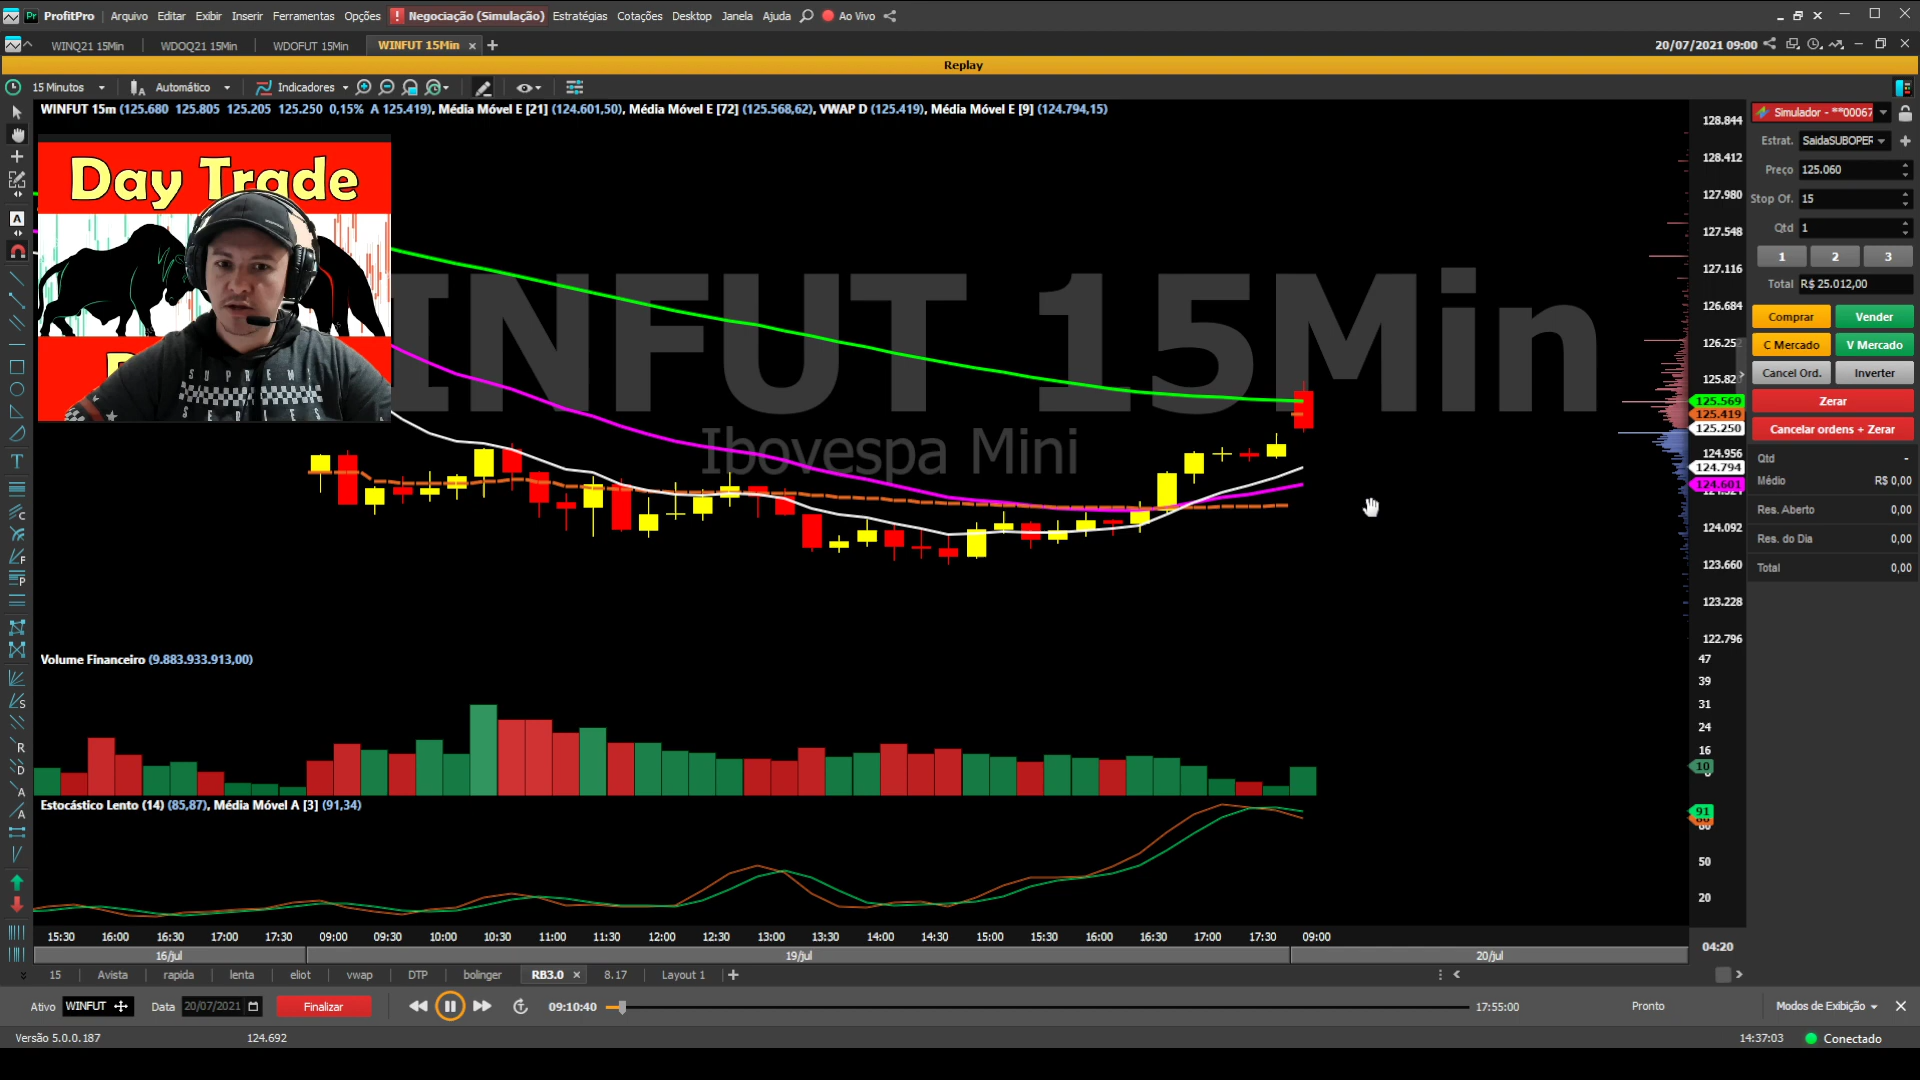 ProfitPro Arquivo Editar Exibir Inserir Ferramentas Opções ! Negociação (Simulação) Estratégias Cotações Desktop Janela Ajuda Ao Vivo
WINQ21 15Min WDOQ21 15Min WDOFUT 15Min WINFUT 15Min 20/07/2021 09:00
Replay
15 Minutos Automático Indicadores
WINFUT 15m (125.680 125.805 125.205 125.250 0,15% A 125.419), Média Móvel E [21] (124.601,50), Média Móvel E [72] (125.568,62), VWAP D (125.419), Média Móvel E [9] (124.794,15)
Day Trade
SUPREME
SERIES
INFUT 15Min
Ibovespa Mini
128.844
128.412
127.980
127.548
127.116
126.684
126.252
125.820
125.569
125.419
125.250
124.956
124.794
124.601
124.092
123.660
123.228
122.796
Simulador - **00067
Estrat. SaidaSUBOPER
Preço 125.060
Stop Of. 15
Qtd 1
1 2 3
Total R$ 25.012,00
Comprar Vender
C Mercado V Mercado
Cancel Ord. Inverter
Zerar
Cancelar ordens + Zerar
Qtd -
Médio R$ 0,00
Res. Aberto 0,00
Res. do Dia 0,00
Total 0,00
Volume Financeiro (9.883.933.913,00)
47
39
31
24
16
10
Estocástico Lento (14) (85,87), Média Móvel A [3] (91,34)
91
80
50
20
15:30 16:00 16:30 17:00 17:30 09:00 09:30 10:00 10:30 11:00 11:30 12:00 12:30 13:00 13:30 14:00 14:30 15:00 15:30 16:00 16:30 17:00 17:30 09:00
16/jul 19/jul 20/jul
04:20
15 Avista rapida lenta eliot vwap DTP bolinger RB3.0 8.17 Layout 1
Ativo WINFUT Data 20/07/2021 Finalizar 09:10:40 17:55:00 Pronto Modos de Exibição
Versão 5.0.0.187 124.692 14:37:03 Conectado